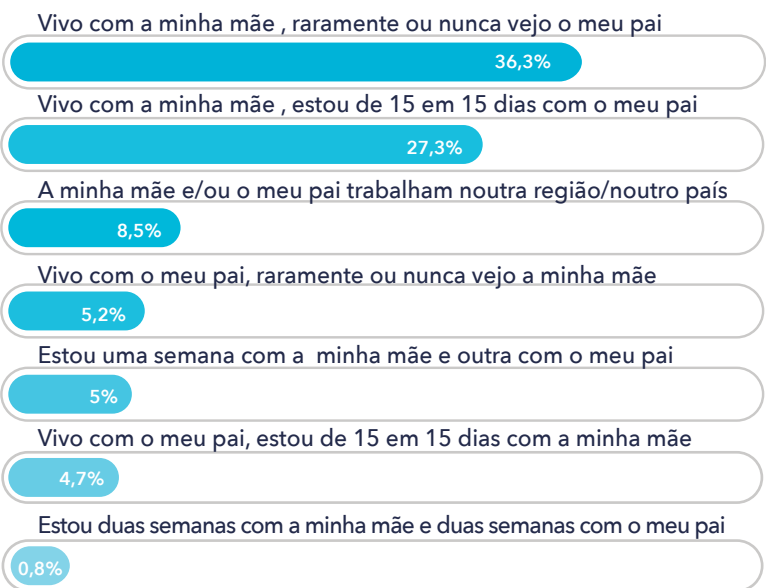 Vivo com a minha mãe , raramente ou nunca vejo o meu pai
36,3%
Vivo com a minha mãe , estou de 15 em 15 dias com o meu pai
27,3%
A minha mãe e/ou o meu pai trabalham noutra região/noutro país
8,5%
Vivo com o meu pai, raramente ou nunca vejo a minha mãe
5,2%
Estou uma semana com a minha mãe e outra com o meu pai
5%
Vivo com o meu pai, estou de 15 em 15 dias com a minha mãe
4,7%
Estou duas semanas com a minha mãe e duas semanas com o meu pai
0,8%